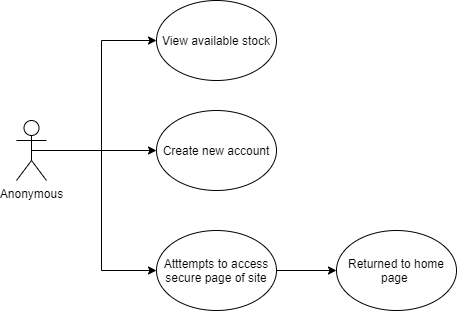 View available stock
Create new account
Anonymous
Atttempts to access
secure page of site
Returned to home
page